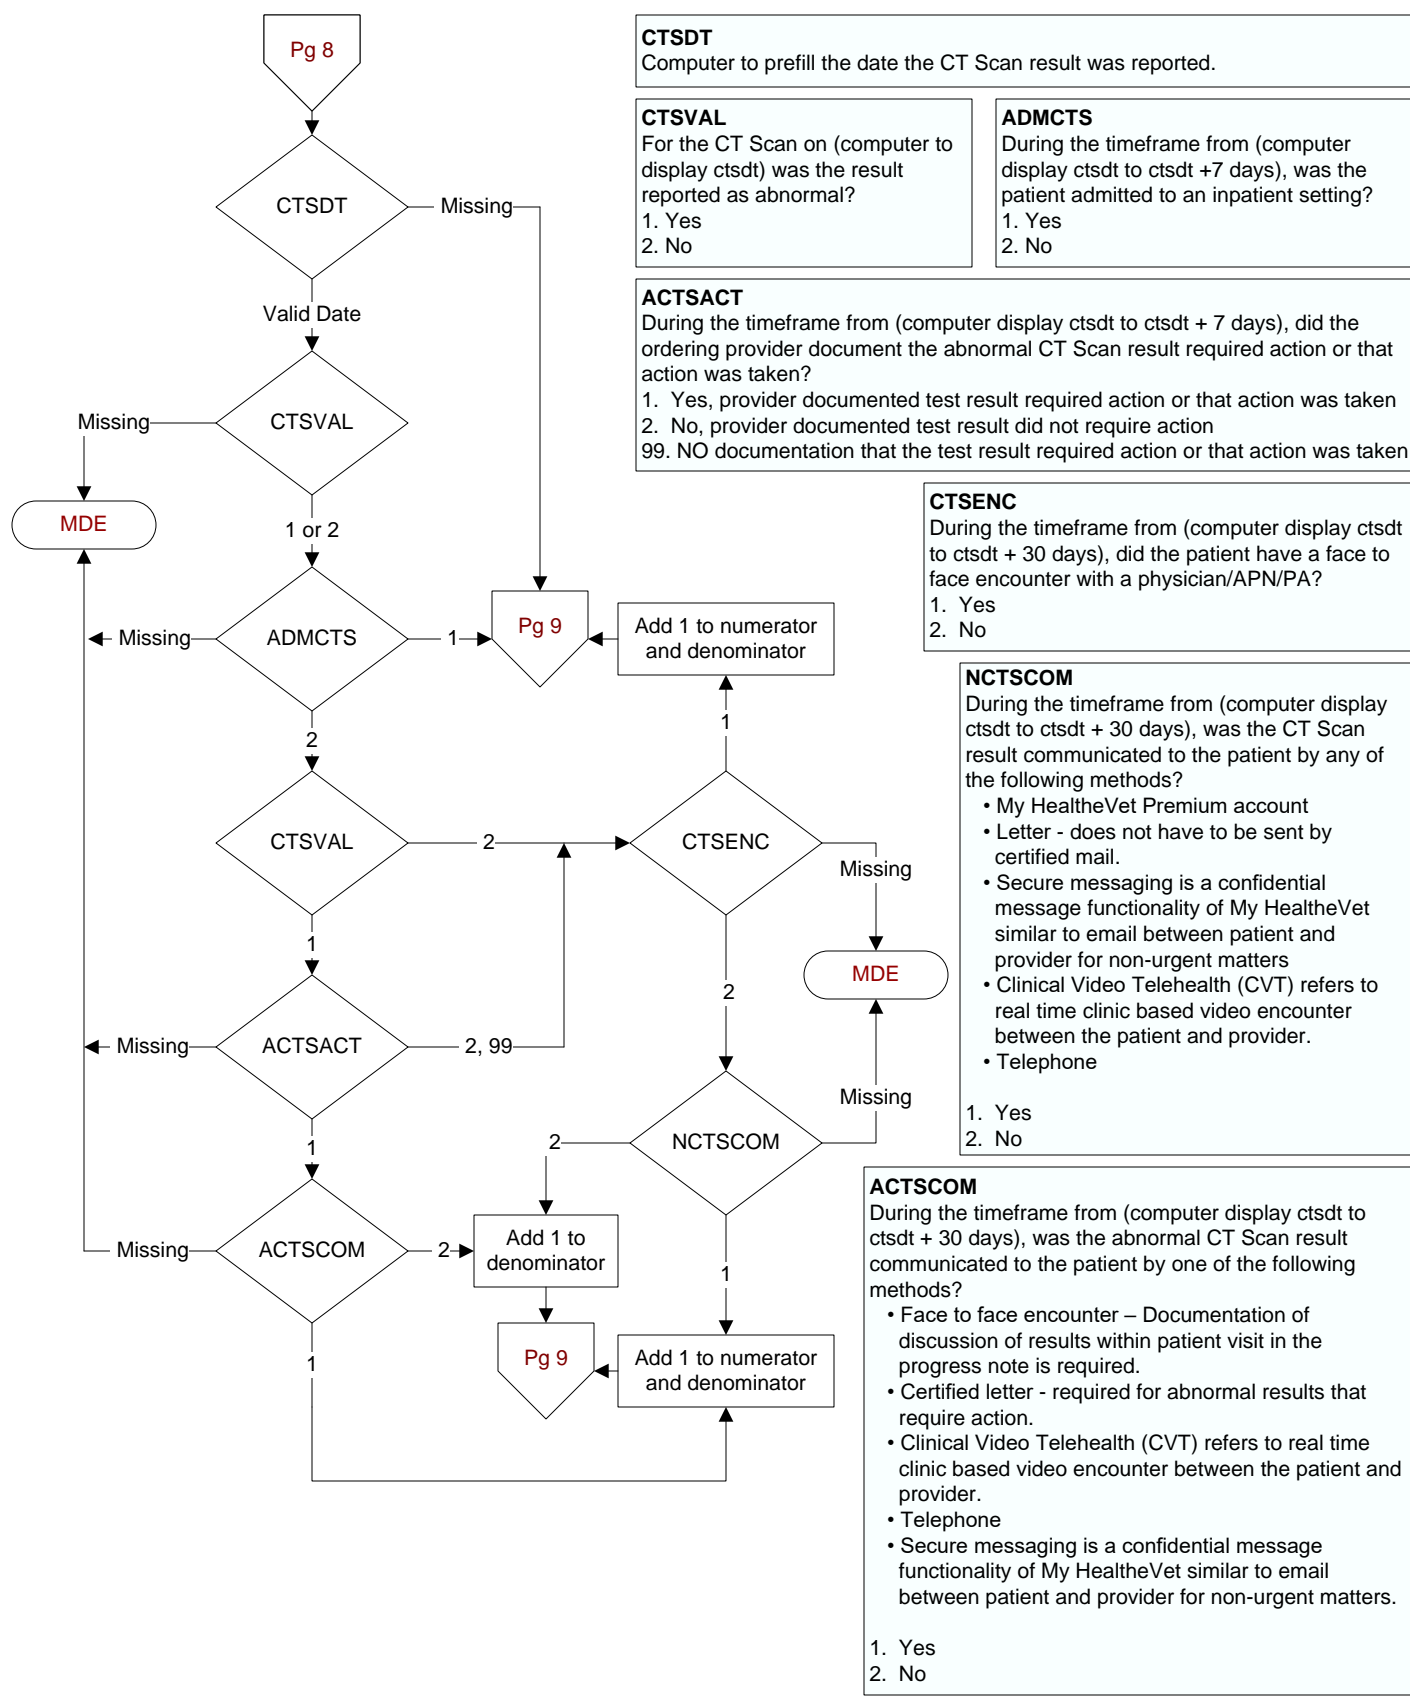 Pg 8
CTSDT
Missing
Valid Date
CTSVAL
Missing
MDE
1 or 2
ADMCTS
Missing
1
Pg 9
Add 1 to numerator
and denominator
2
1
CTSVAL
2
CTSENC
Missing
1
MDE
2
ACTSACT
Missing
2, 99
1
NCTSCOM
Missing
2
ACTSCOM
Missing
2
Add 1 to
denominator
1
1
Pg 9
Add 1 to numerator
and denominator
CTSDT
Computer to prefill the date the CT Scan result was reported.
CTSVAL
For the CT Scan on (computer to
display ctsdt) was the result
reported as abnormal?
1. Yes
2. No
ADMCTS
During the timeframe from (computer
display ctsdt to ctsdt +7 days), was the
patient admitted to an inpatient setting?
1. Yes
2. No
ACTSACT
During the timeframe from (computer display ctsdt to ctsdt + 7 days), did the
ordering provider document the abnormal CT Scan result required action or that
action was taken?
1. Yes, provider documented test result required action or that action was taken
2. No, provider documented test result did not require action
99. NO documentation that the test result required action or that action was taken
CTSENC
During the timeframe from (computer display ctsdt
to ctsdt + 30 days), did the patient have a face to
face encounter with a physician/APN/PA?
1. Yes
2. No
NCTSCOM
During the timeframe from (computer display
ctsdt to ctsdt + 30 days), was the CT Scan
result communicated to the patient by any of
the following methods?
• My HealtheVet Premium account
• Letter - does not have to be sent by
certified mail.
• Secure messaging is a confidential
message functionality of My HealtheVet
similar to email between patient and
provider for non-urgent matters
• Clinical Video Telehealth (CVT) refers to
real time clinic based video encounter
between the patient and provider.
• Telephone
1. Yes
2. No
ACTSCOM
During the timeframe from (computer display ctsdt to
ctsdt + 30 days), was the abnormal CT Scan result
communicated to the patient by one of the following
methods?
• Face to face encounter – Documentation of
discussion of results within patient visit in the
progress note is required.
• Certified letter - required for abnormal results that
require action.
• Clinical Video Telehealth (CVT) refers to real time
clinic based video encounter between the patient and
provider.
• Telephone
• Secure messaging is a confidential message
functionality of My HealtheVet similar to email
between patient and provider for non-urgent matters.
1. Yes
2. No